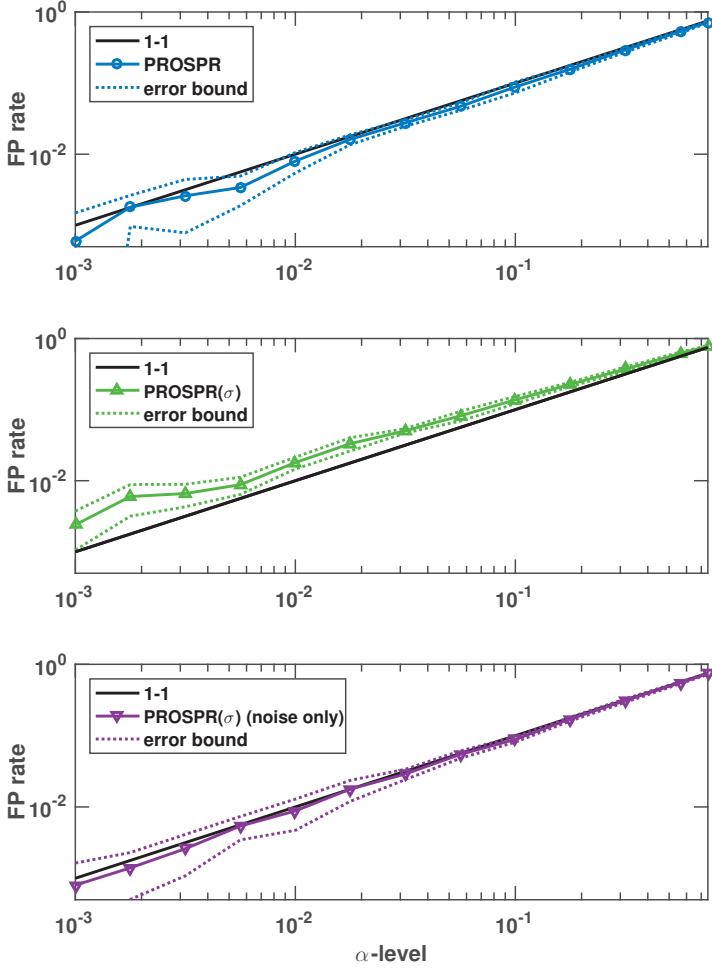 10^0
1-1
PROSPR
error bound
FP rate
10^-2
10^-3
10^-2
10^-1
10^0
1-1
PROSPR(σ)
error bound
FP rate
10^-2
10^-3
10^-2
10^-1
10^0
1-1
PROSPR(σ) (noise only)
error bound
FP rate
10^-2
10^-3
10^-2
10^-1
α-level